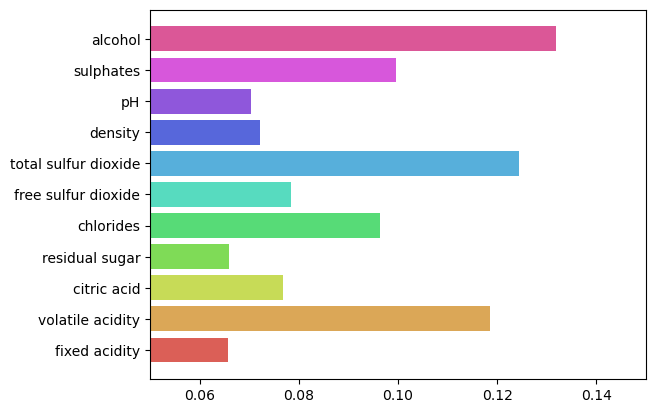 alcohol
sulphates
pH
density
total sulfur dioxide
free sulfur dioxide
chlorides
residual sugar
citric acid
volatile acidity
fixed acidity
0.06 0.08 0.10 0.12 0.14